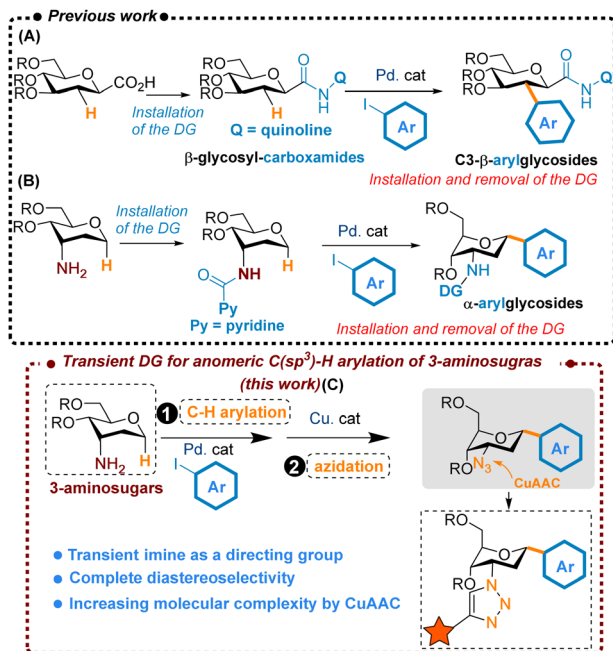 Previous work
(A)
RO
RO
RO
O
CO₂H
H
Installation
of the DG
RO
RO
RO
O
O
N
H
Q
H
Q = quinoline
β-glycosyl-carboxamides
Pd. cat
I
Ar
RO
RO
RO
O
O
N
H
Q
Ar
C3-β-arylglycosides
Installation and removal of the DG
(B)
RO
RO
O
NH₂
H
Installation
of the DG
RO
RO
O
NH
H
O
Py
Py = pyridine
Pd. cat
I
Ar
RO
O
RO
NH
DG
Ar
α-arylglycosides
Installation and removal of the DG
Transient DG for anomeric C(sp³)-H arylation of 3-aminosugras
(this work)(C)
RO
RO
O
NH₂
H
3-aminosugars
1 C-H arylation
Pd. cat
I
Ar
Cu. cat
2 azidation
RO
O
RO
N₃
Ar
CuAAC
RO
O
RO
N
N
N
Ar
Transient imine as a directing group
Complete diastereoselectivity
Increasing molecular complexity by CuAAC